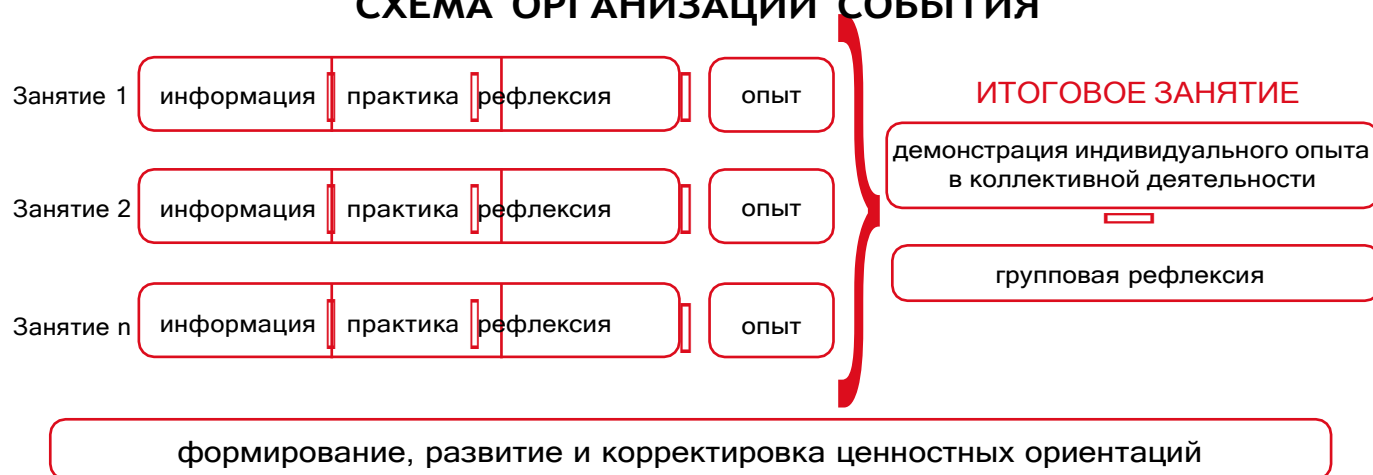 СХЕМА ОРГАНИЗАЦИИ СОБЫТИЯ
Занятие 1 информация практика рефлексия опыт
ИТОГОВОЕ ЗАНЯТИЕ
демонстрация индивидуального опыта
в коллективной деятельности
Занятие 2 информация практика рефлексия опыт
групповая рефлексия
Занятие n информация практика рефлексия опыт
формирование, развитие и корректировка ценностных ориентаций